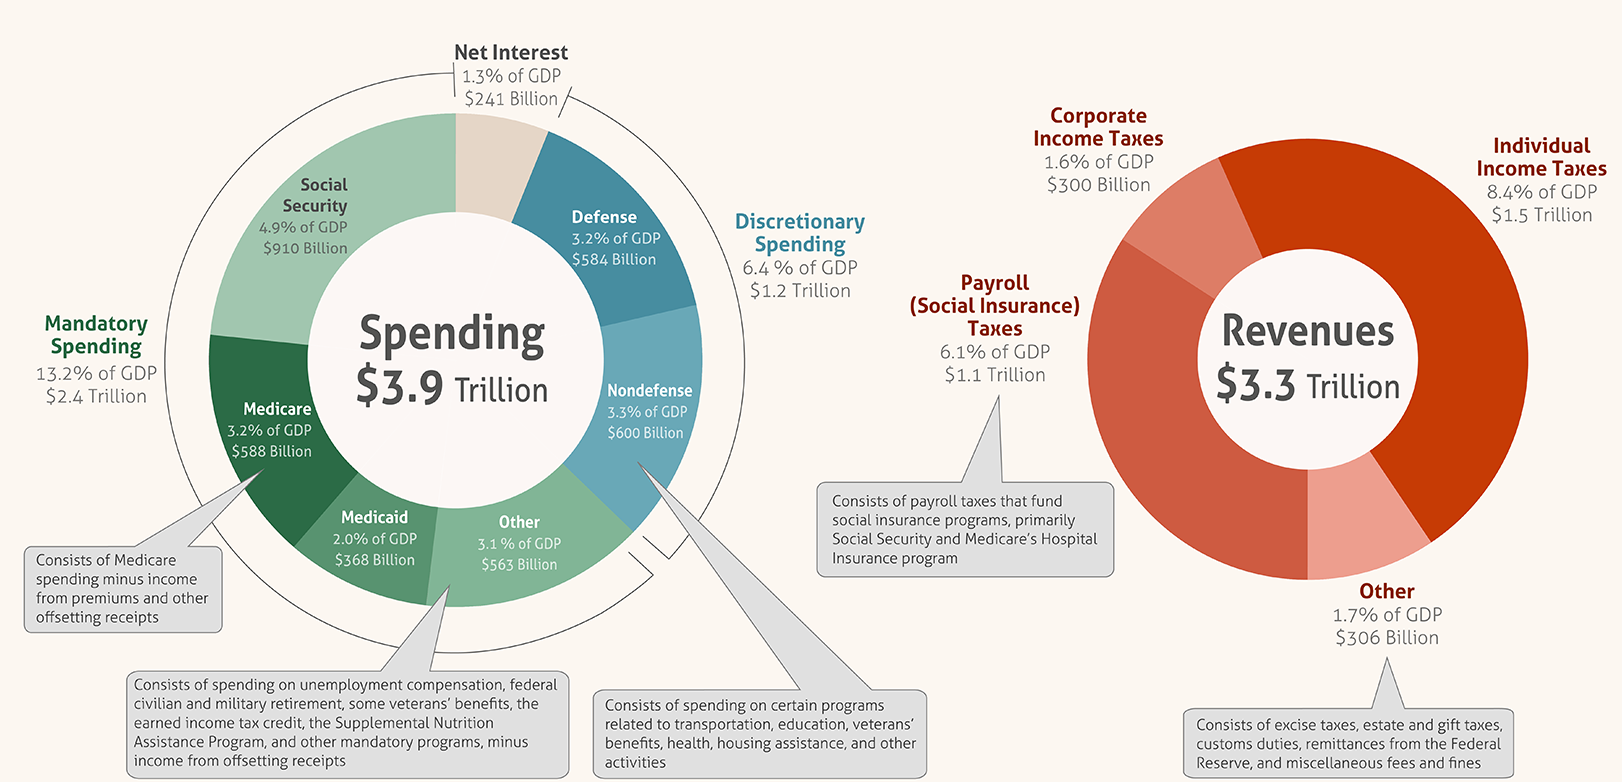 Net Interest
1.3% of GDP
$241 Billion
Social
Security
4.9% of GDP
$910 Billion
Defense
3.2% of GDP
$584 Billion
Discretionary
Spending
6.4 % of GDP
$1.2 Trillion
Mandatory
Spending
13.2% of GDP
$2.4 Trillion
Spending
$3.9 Trillion
Nondefense
3.3% of GDP
$600 Billion
Medicare
3.2% of GDP
$588 Billion
Medicaid
2.0% of GDP
$368 Billion
Other
3.1 % of GDP
$563 Billion
Consists of Medicare
spending minus income
from premiums and other
offsetting receipts
Consists of spending on unemployment compensation, federal
civilian and military retirement, some veterans’ benefits, the
earned income tax credit, the Supplemental Nutrition
Assistance Program, and other mandatory programs, minus
income from offsetting receipts
Consists of spending on certain programs
related to transportation, education, veterans’
benefits, health, housing assistance, and other
activities
Corporate
Income Taxes
1.6% of GDP
$300 Billion
Individual
Income Taxes
8.4% of GDP
$1.5 Trillion
Payroll
(Social Insurance)
Taxes
6.1% of GDP
$1.1 Trillion
Revenues
$3.3 Trillion
Consists of payroll taxes that fund
social insurance programs, primarily
Social Security and Medicare’s Hospital
Insurance program
Other
1.7% of GDP
$306 Billion
Consists of excise taxes, estate and gift taxes,
customs duties, remittances from the Federal
Reserve, and miscellaneous fees and fines